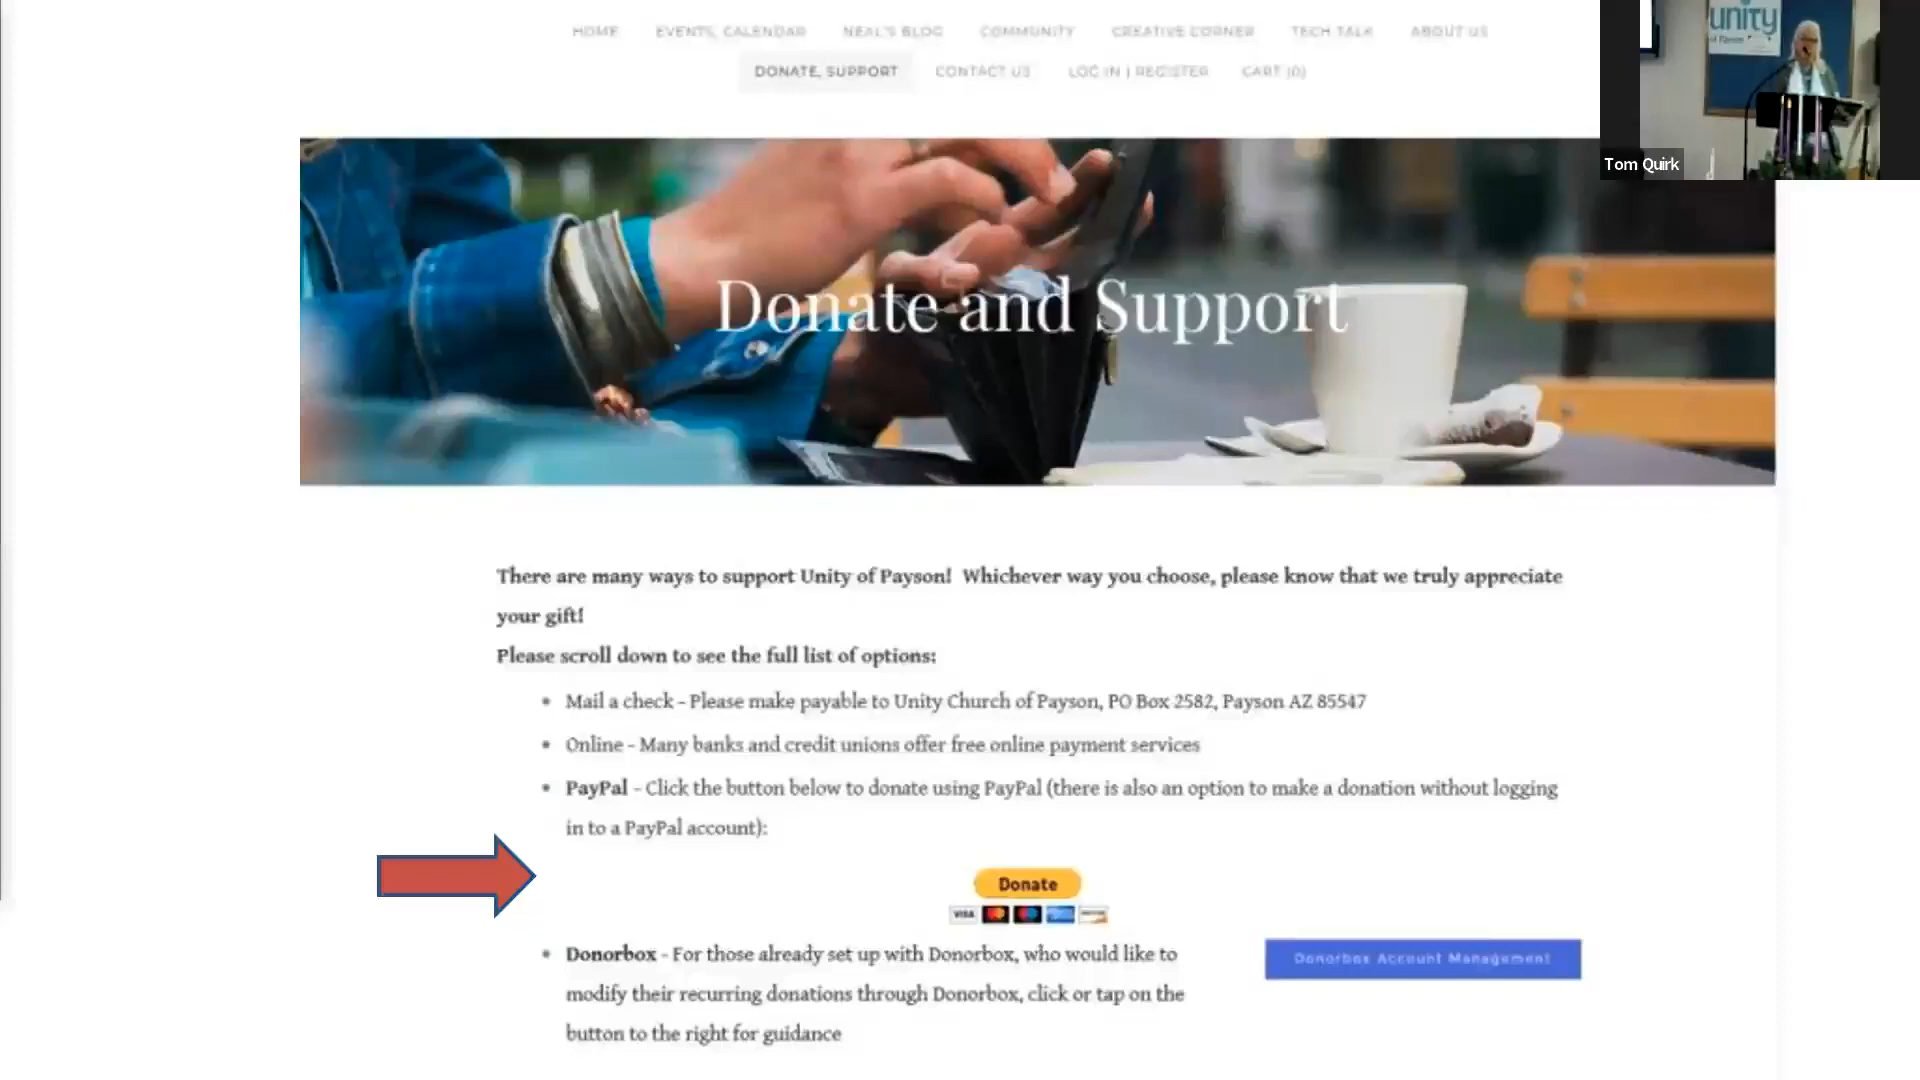 HOME EVENTS, CALENDAR NEAL'S BLOG COMMUNITY CREATIVE CORNER TECH TALK ABOUT US
DONATE, SUPPORT CONTACT US LOG IN | REGISTER CART (0)
unity
Tom Quirk
Donate and Support
There are many ways to support Unity of Payson! Whichever way you choose, please know that we truly appreciate
your gift!
Please scroll down to see the full list of options:
• Mail a check - Please make payable to Unity Church of Payson, PO Box 2582, Payson AZ 85547
• Online - Many banks and credit unions offer free online payment services
• PayPal - Click the button below to donate using PayPal (there is also an option to make a donation without logging
in to a PayPal account):
Donate
VISA
• Donorbox - For those already set up with Donorbox, who would like to
modify their recurring donations through Donorbox, click or tap on the
button to the right for guidance
Donorbox Account Management